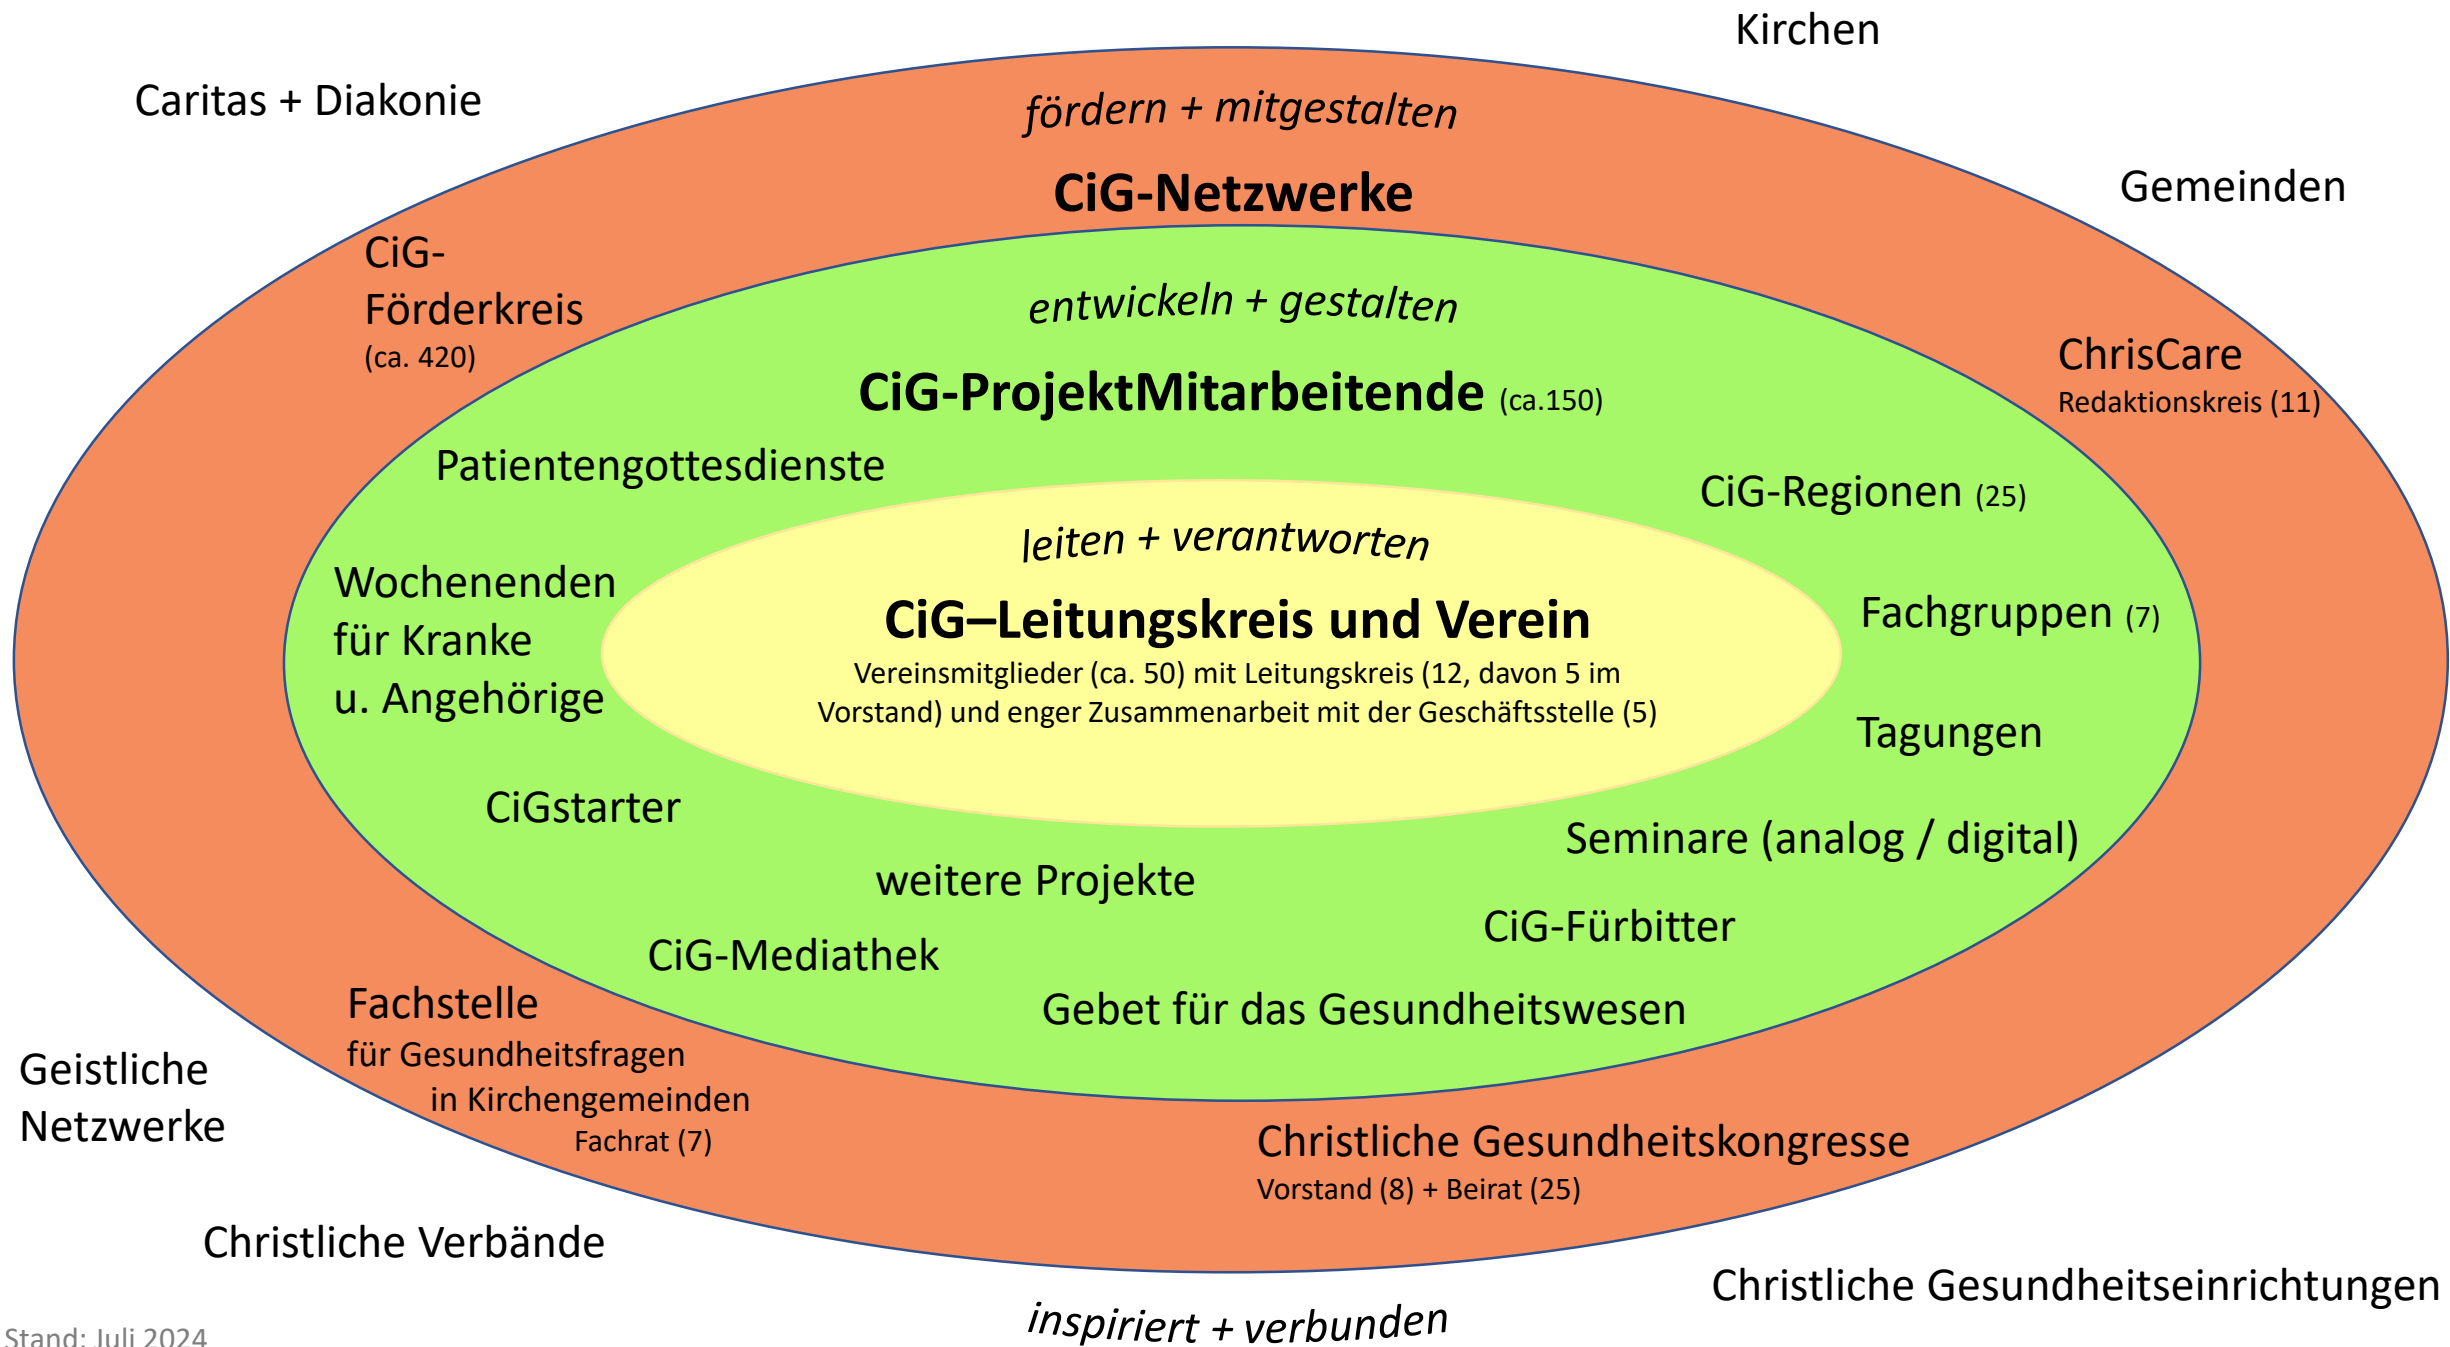 Kirchen
Caritas + Diakonie
fördern + mitgestalten
CiG-Netzwerke
Gemeinden
CiG-
Förderkreis
(ca. 420)
entwickeln + gestalten
ChrisCare
Redaktionskreis (11)
CiG-ProjektMitarbeitende (ca.150)
Patientengottesdienste
CiG-Regionen (25)
leiten + verantworten
Wochenenden
für Kranke
u. Angehörige
CiG–Leitungskreis und Verein
Vereinsmitglieder (ca. 50) mit Leitungskreis (12, davon 5 im
Vorstand) und enger Zusammenarbeit mit der Geschäftsstelle (5)
Fachgruppen (7)
Tagungen
CiGstarter
Seminare (analog / digital)
weitere Projekte
CiG-Fürbitter
CiG-Mediathek
Gebet für das Gesundheitswesen
Fachstelle
für Gesundheitsfragen
in Kirchengemeinden
Fachrat (7)
Geistliche
Netzwerke
Christliche Gesundheitskongresse
Vorstand (8) + Beirat (25)
Christliche Verbände
Christliche Gesundheitseinrichtungen
inspiriert + verbunden
Stand: Juli 2024